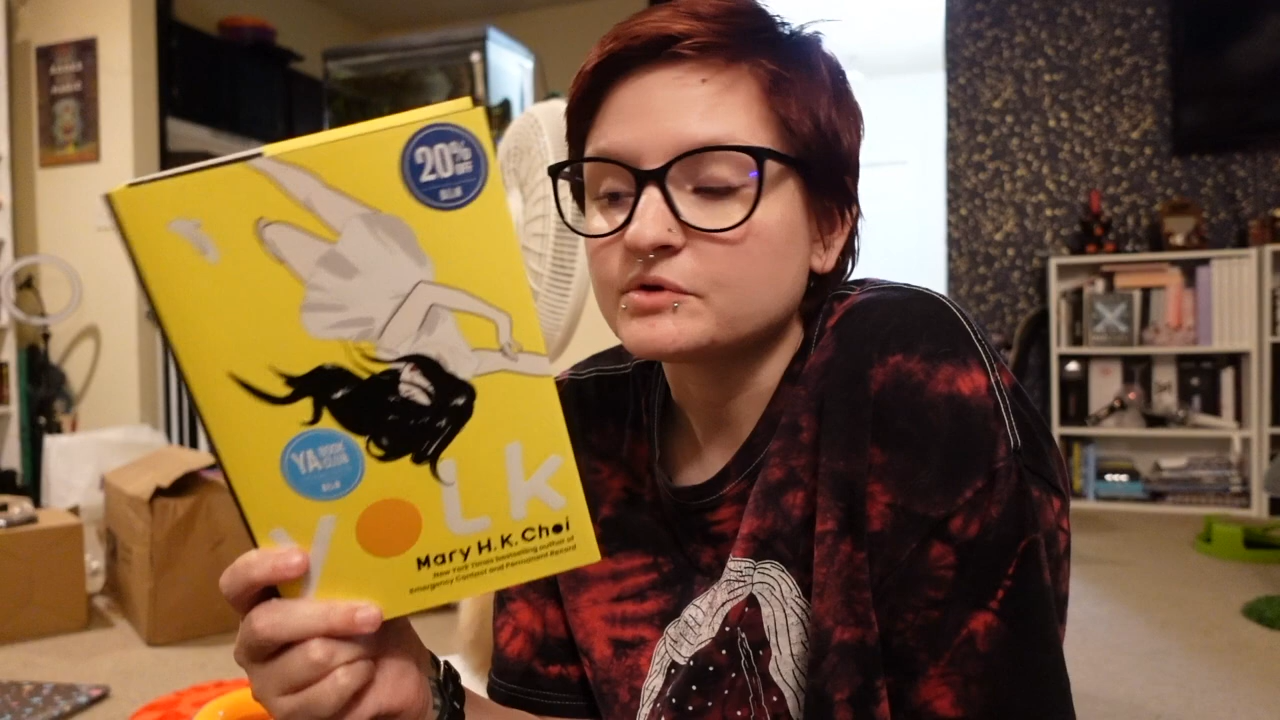 20%
OFF
B&N
YA BOOK
CLUB
B&N
YOLK
Mary H.K. Choi
New York Times bestselling author of
Emergency Contact and Permanent Record